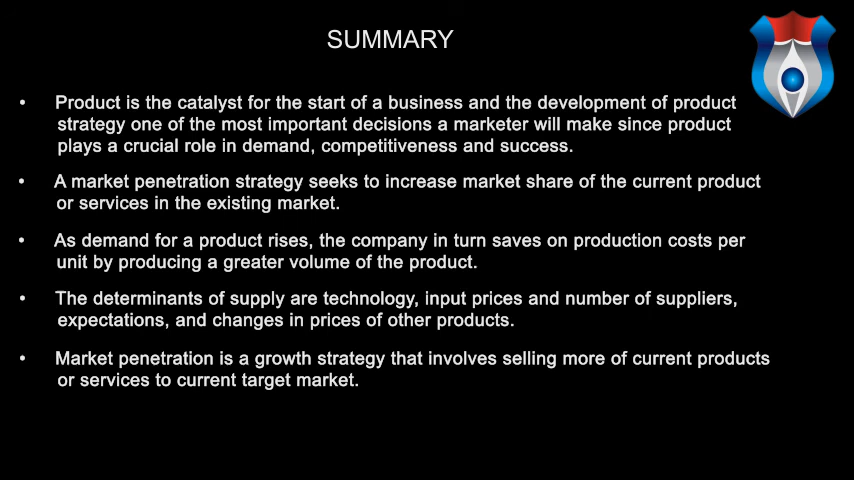 SUMMARY
• Product is the catalyst for the start of a business and the development of product
strategy one of the most important decisions a marketer will make since product
plays a crucial role in demand, competitiveness and success.
• A market penetration strategy seeks to increase market share of the current product
or services in the existing market.
• As demand for a product rises, the company in turn saves on production costs per
unit by producing a greater volume of the product.
• The determinants of supply are technology, input prices and number of suppliers,
expectations, and changes in prices of other products.
• Market penetration is a growth strategy that involves selling more of current products
or services to current target market.